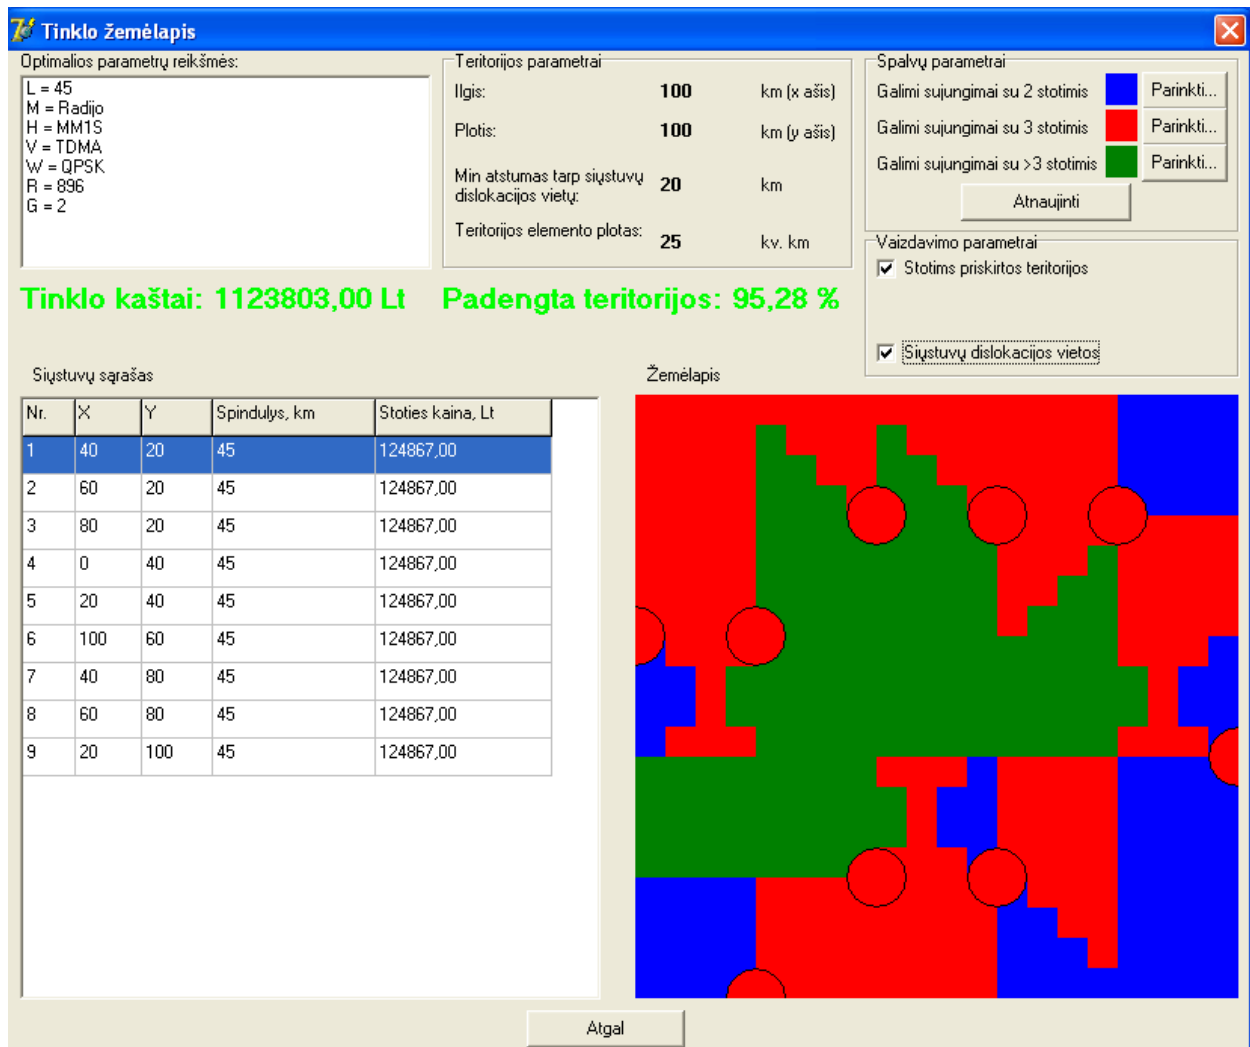 Tinklo žemėlapis
Optimalios parametrų reikšmės:
L = 45
M = Radijo
H = MM1S
V = TDMA
W = QPSK
R = 896
G = 2
Teritorijos parametrai
Ilgis: 100 km (x ašis)
Plotis: 100 km (y ašis)
Min atstumas tarp siųstuvų
dislokacijos vietų: 20 km
Teritorijos elemento plotas: 25 kv. km
Spalvų parametrai
Galimi sujungimai su 2 stotimis Parinkti...
Galimi sujungimai su 3 stotimis Parinkti...
Galimi sujungimai su >3 stotimis Parinkti...
Atnaujinti
Vaizdavimo parametrai
Stotims priskirtos teritorijos
Siųstuvų dislokacijos vietos
Tinklo kaštai: 1123803,00 Lt Padengta teritorijos: 95,28 %
Siųstuvų sąrašas
Nr. X Y Spindulys, km Stoties kaina, Lt
1 40 20 45 124867,00
2 60 20 45 124867,00
3 80 20 45 124867,00
4 0 40 45 124867,00
5 20 40 45 124867,00
6 100 60 45 124867,00
7 40 80 45 124867,00
8 60 80 45 124867,00
9 20 100 45 124867,00
Žemėlapis
Atgal